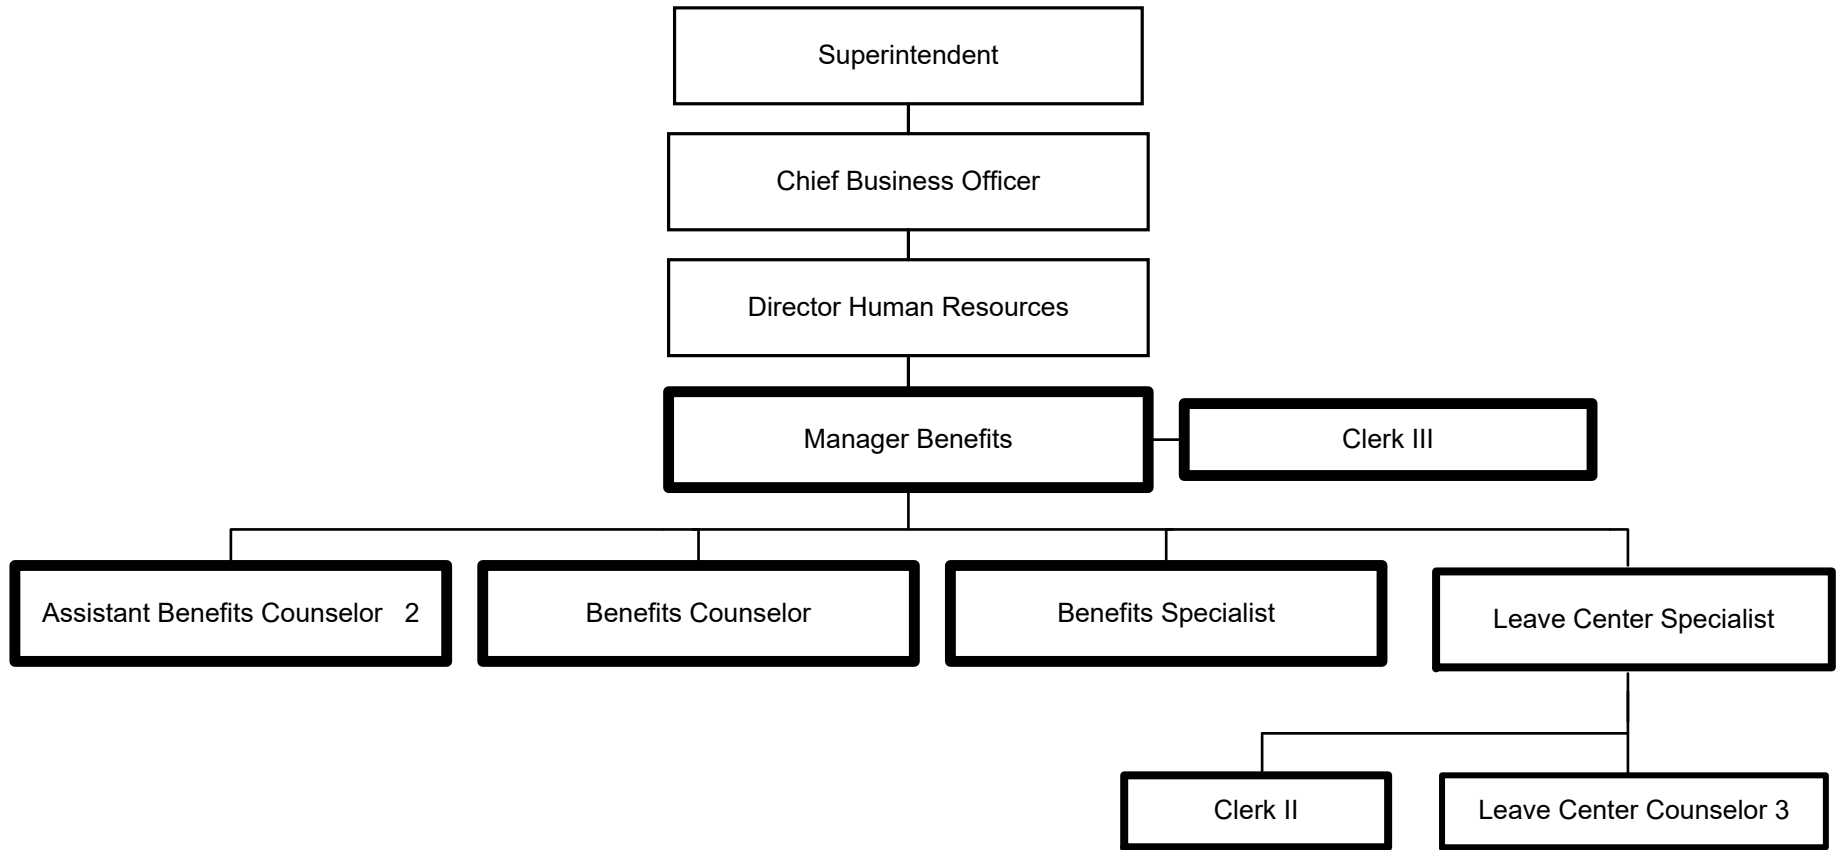 Superintendent
Chief Business Officer
Director Human Resources
Manager Benefits
Clerk III
Assistant Benefits Counselor 2
Benefits Counselor
Benefits Specialist
Leave Center Specialist
Clerk II
Leave Center Counselor 3